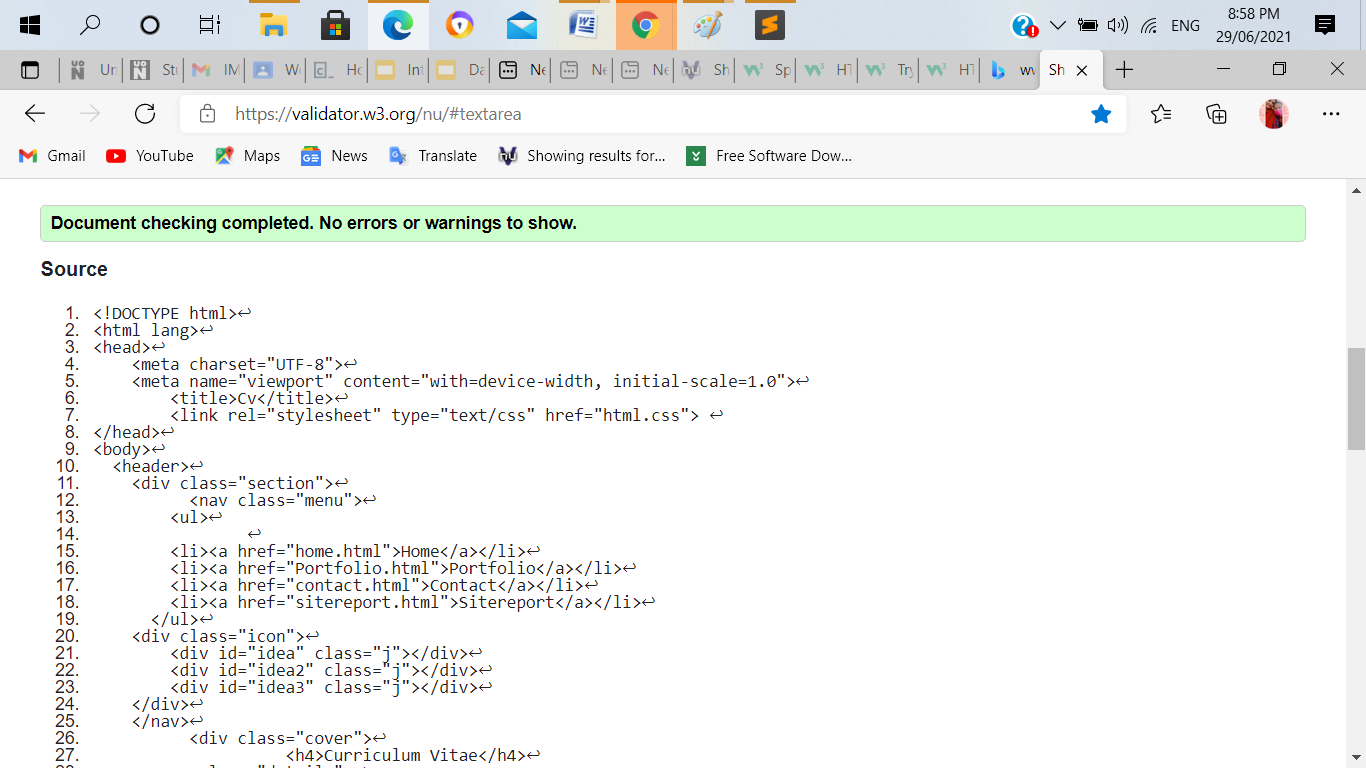 ENG
8:58 PM
29/06/2021
Ur
Stu
IM
We
Ho
Int
Da
Ne
Ne
Ne
Sh
Sp
HT
Try
HT
wv
Sh
https://validator.w3.org/nu/#textarea
Gmail
YouTube
Maps
News
Translate
Showing results for...
Free Software Dow...
Document checking completed. No errors or warnings to show.
Source
1. <!DOCTYPE html>↩
2. <html lang>↩
3. <head>↩
4. <meta charset="UTF-8">↩
5. <meta name="viewport" content="with=device-width, initial-scale=1.0">↩
6. <title>Cv</title>↩
7. <link rel="stylesheet" type="text/css" href="html.css"> ↩
8. </head>↩
9. <body>↩
10. <header>↩
11. <div class="section">↩
12. <nav class="menu">↩
13. <ul>↩
14. ↩
15. <li><a href="home.html">Home</a></li>↩
16. <li><a href="Portfolio.html">Portfolio</a></li>↩
17. <li><a href="contact.html">Contact</a></li>↩
18. <li><a href="sitereport.html">Sitereport</a></li>↩
19. </ul>↩
20. <div class="icon">↩
21. <div id="idea" class="j"></div>↩
22. <div id="idea2" class="j"></div>↩
23. <div id="idea3" class="j"></div>↩
24. </div>↩
25. </nav>↩
26. <div class="cover">↩
27. <h4>Curriculum Vitae</h4>↩